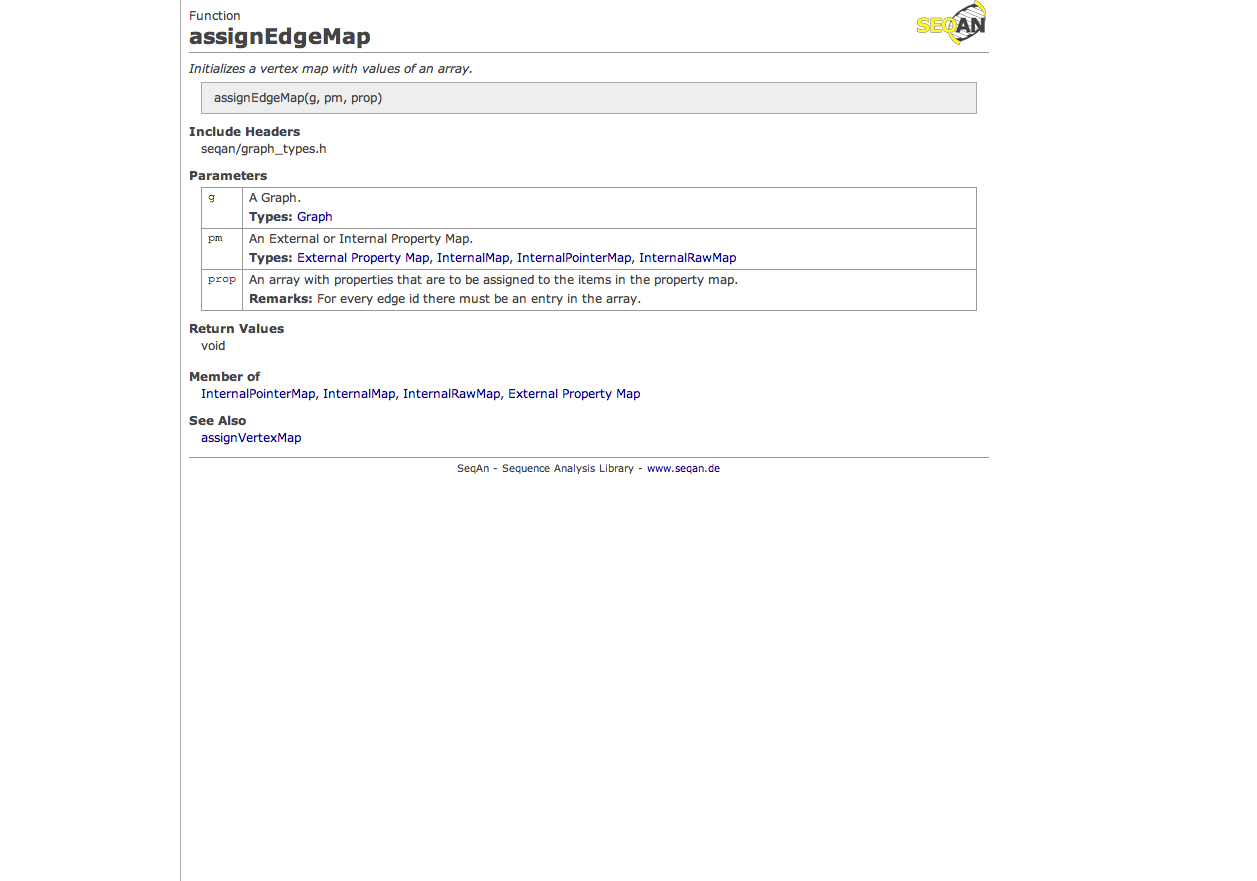 Function
assignEdgeMap
SEQAN
Initializes a vertex map with values of an array.
assignEdgeMap(g, pm, prop)
Include Headers
seqan/graph_types.h
Parameters
g A Graph.
Types: Graph
pm An External or Internal Property Map.
Types: External Property Map, InternalMap, InternalPointerMap, InternalRawMap
prop An array with properties that are to be assigned to the items in the property map.
Remarks: For every edge id there must be an entry in the array.
Return Values
void
Member of
InternalPointerMap, InternalMap, InternalRawMap, External Property Map
See Also
assignVertexMap
SeqAn - Sequence Analysis Library - www.seqan.de